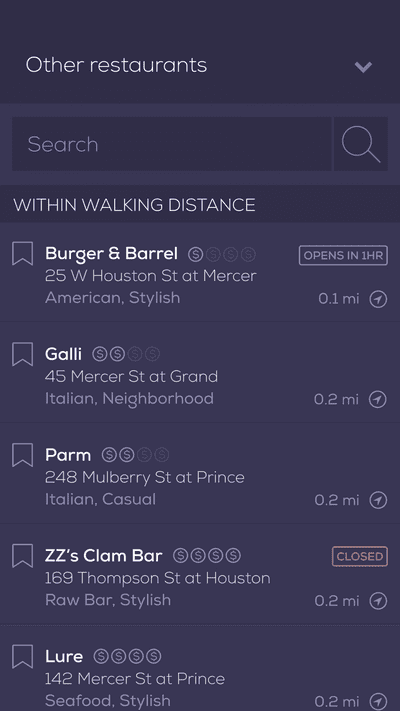 Other restaurants
Search
WITHIN WALKING DISTANCE
Burger & Barrel $ $ $ $ OPENS IN 1HR
25 W Houston St at Mercer
American, Stylish 0.1 mi
Galli $ $ $ $
45 Mercer St at Grand
Italian, Neighborhood 0.2 mi
Parm $ $ $ $
248 Mulberry St at Prince
Italian, Casual 0.2 mi
ZZ's Clam Bar $ $ $ $ CLOSED
169 Thompson St at Houston
Raw Bar, Stylish 0.2 mi
Lure $ $ $ $
142 Mercer St at Prince
Seafood, Stylish 0.2 mi